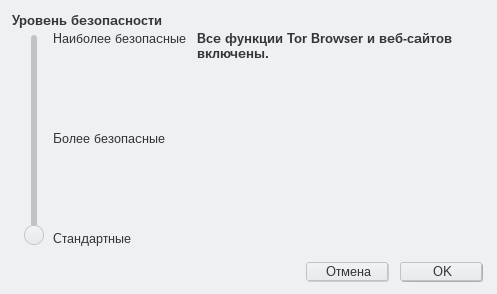 Уровень безопасности
Наиболее безопасные
Все функции Tor Browser и веб-сайтов
включены.
Более безопасные
Стандартные
Отмена
OK